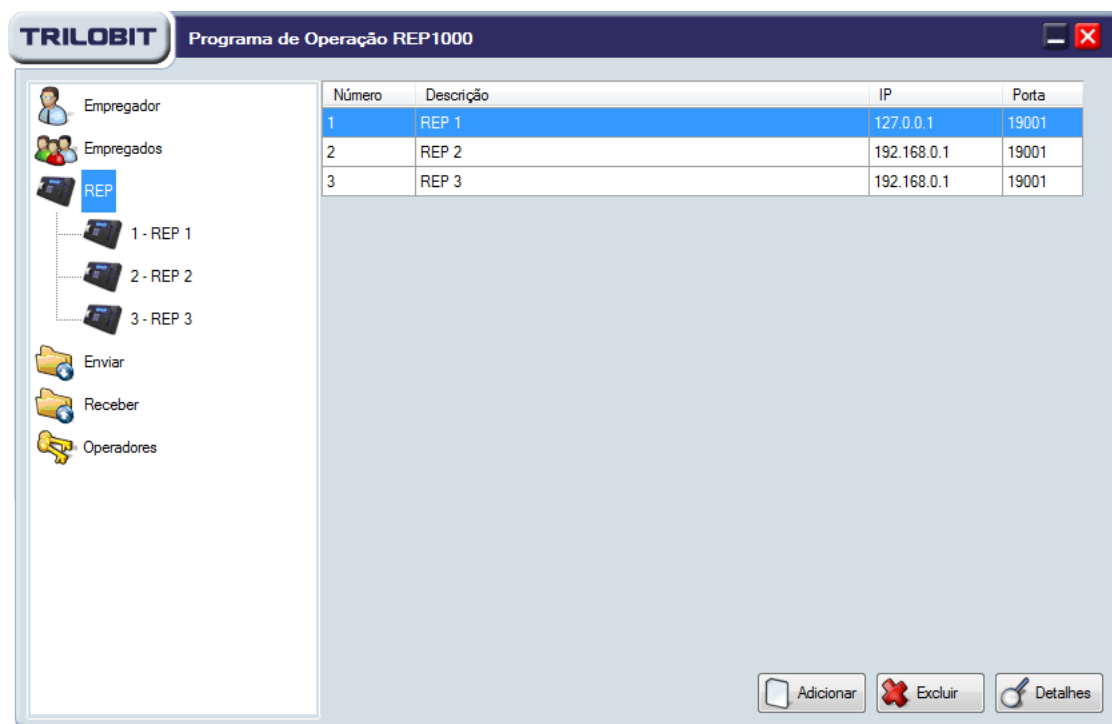 TRILOBIT
Programa de Operação REP1000
Empregador
Empregados
REP
1 - REP 1
2 - REP 2
3 - REP 3
Enviar
Receber
Operadores
Número Descrição IP Porta
1 REP 1 127.0.0.1 19001
2 REP 2 192.168.0.1 19001
3 REP 3 192.168.0.1 19001
Adicionar Excluir Detalhes